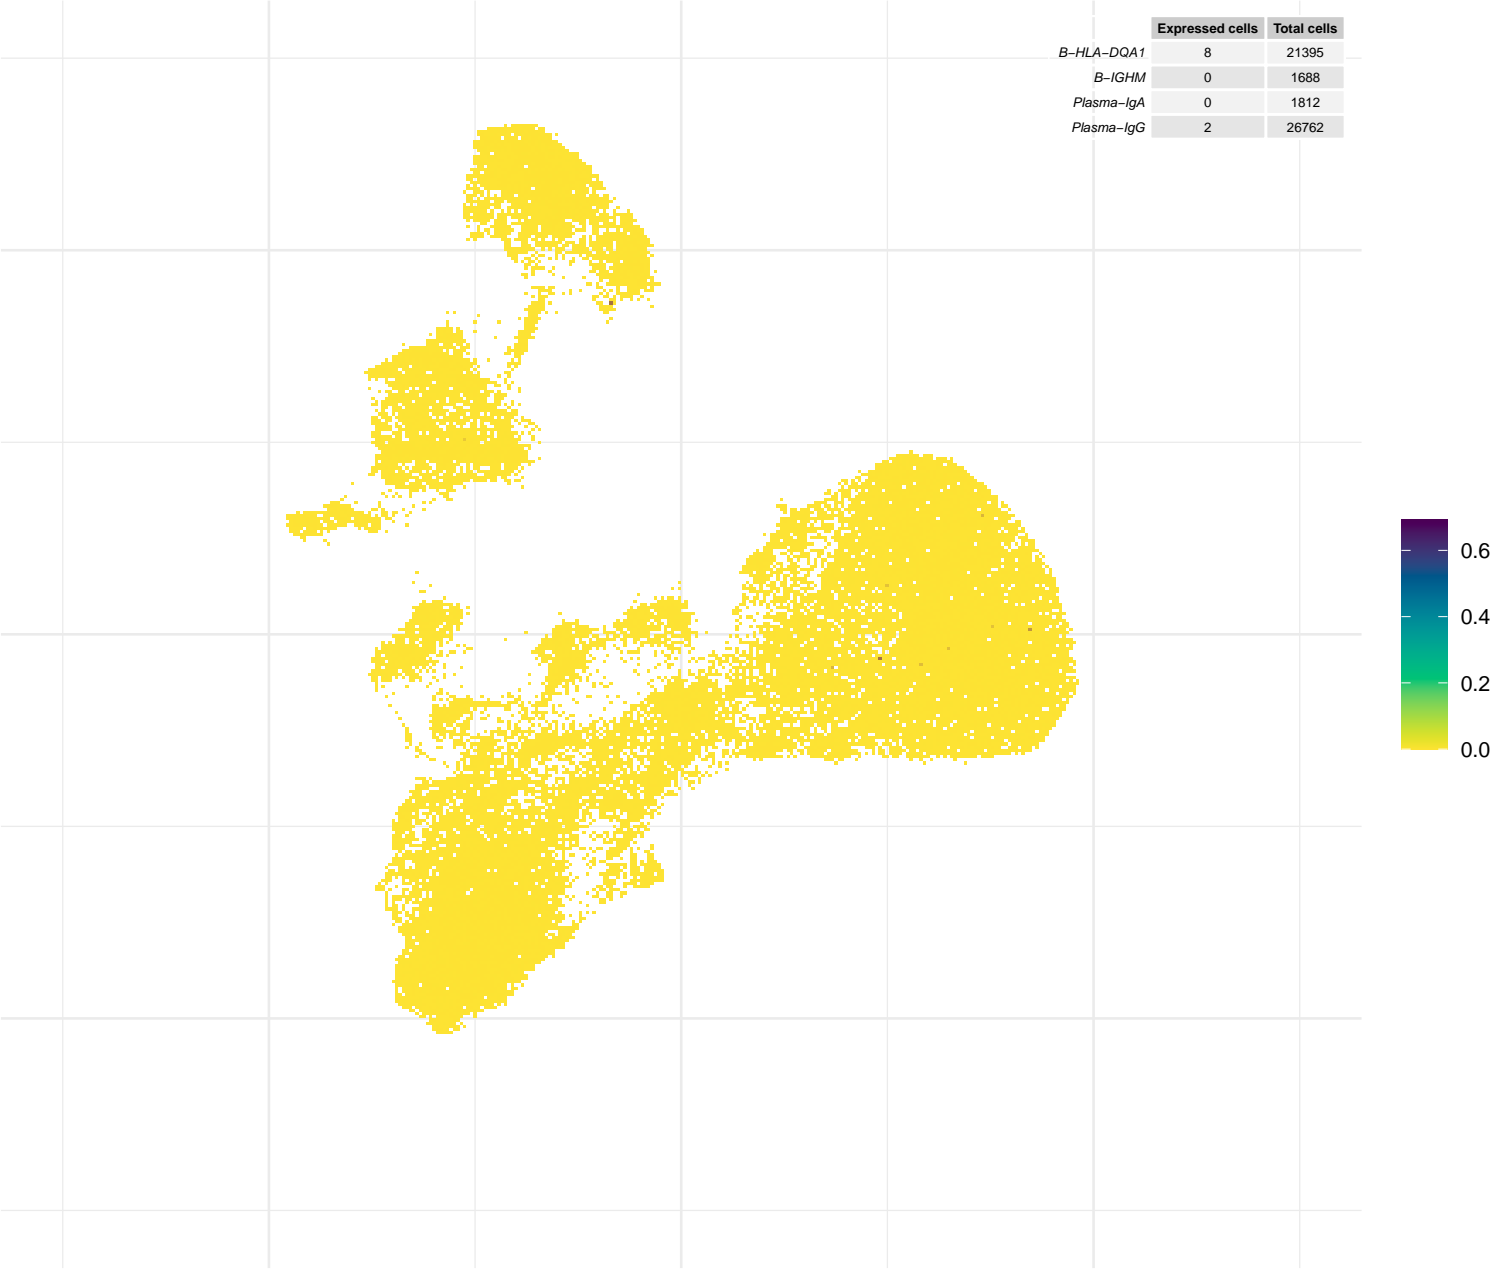 Expressed cells Total cells
B−HLA−DQA1 8 21395
B−IGHM 0 1688
Plasma−IgA 0 1812
Plasma−IgG 2 26762
0.6
0.4
0.2
0.0